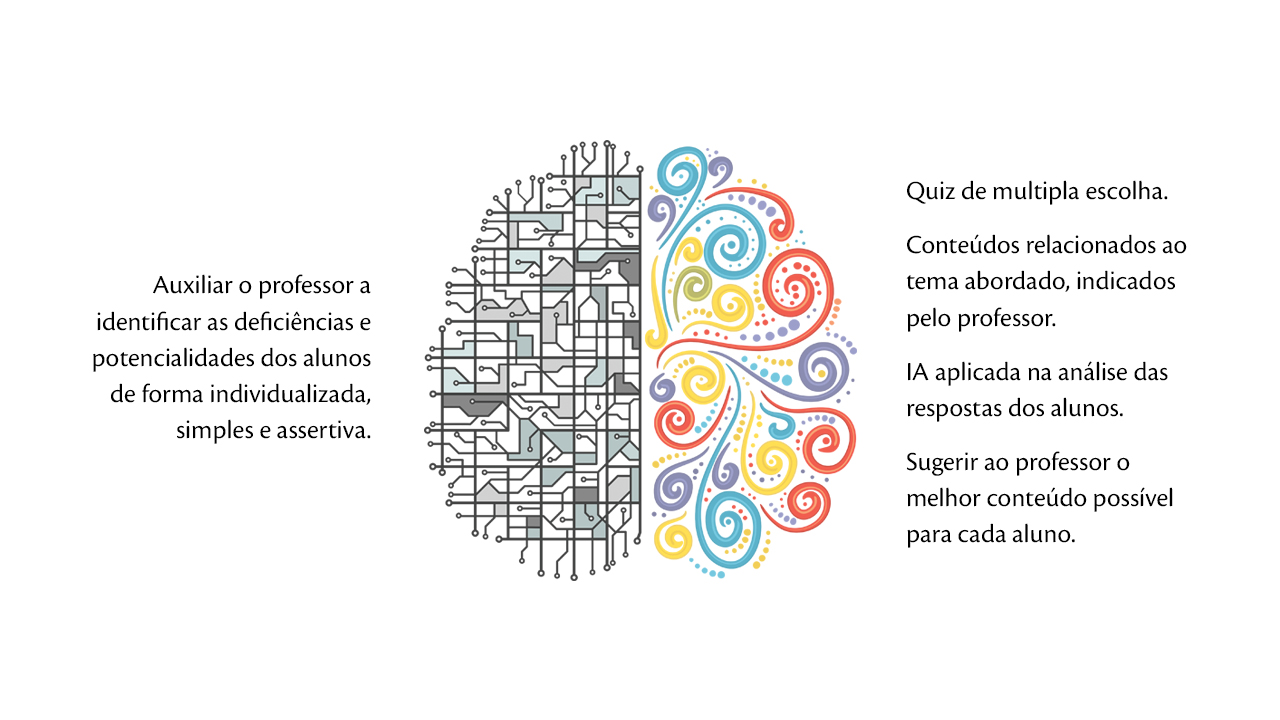 Auxiliar o professor a
identificar as deficiências e
potencialidades dos alunos
de forma individualizada,
simples e assertiva.
Quiz de multipla escolha.
Conteúdos relacionados ao
tema abordado, indicados
pelo professor.
IA aplicada na análise das
respostas dos alunos.
Sugerir ao professor o
melhor conteúdo possível
para cada aluno.